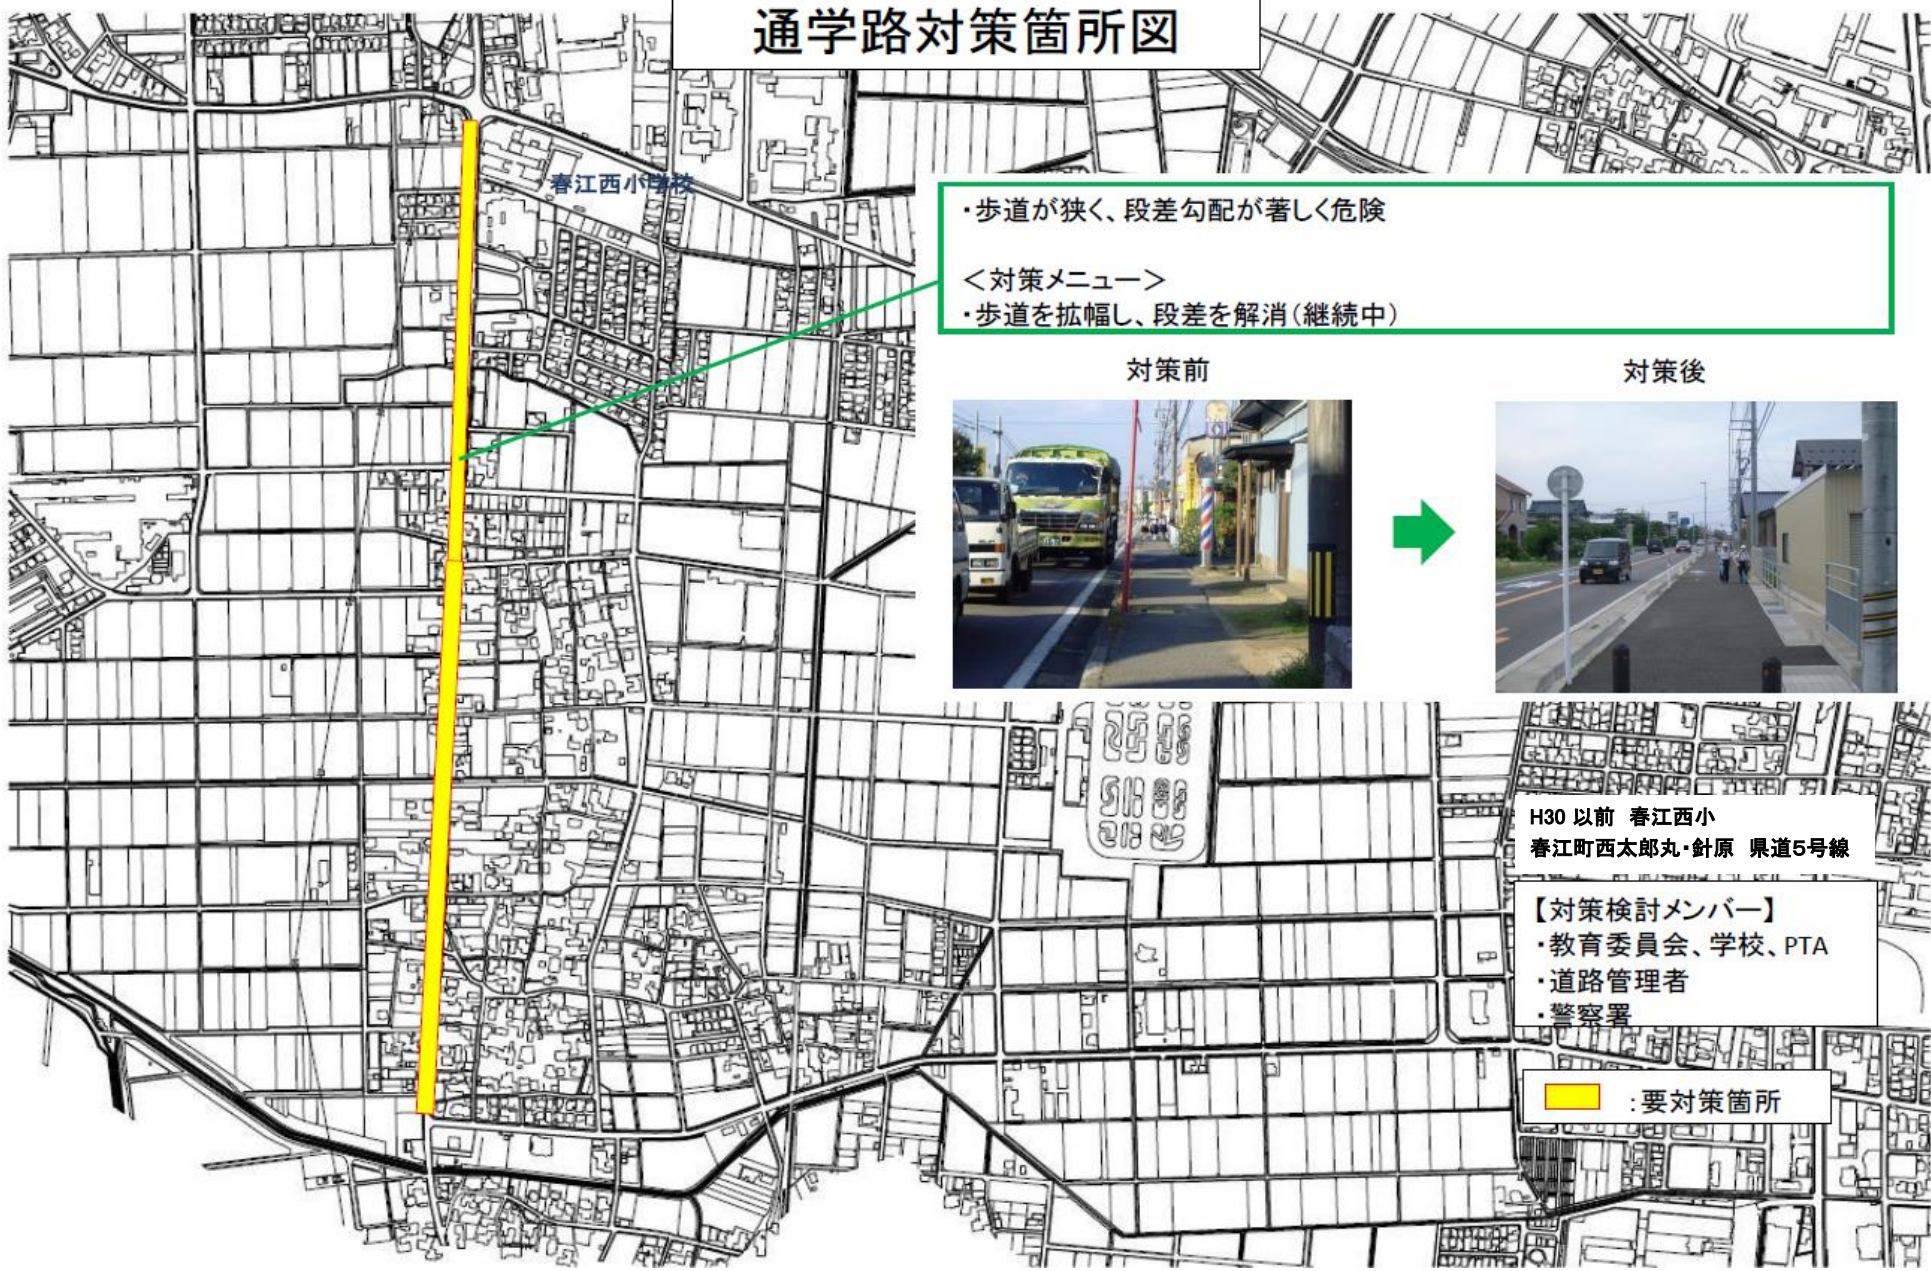 通学路対策箇所図
春江西小学校
・歩道が狭く、段差勾配が著しく危険
＜対策メニュー＞
・歩道を拡幅し、段差を解消（継続中）
対策前
対策後
H30 以前 春江西小
春江町西太郎丸・針原 県道5号線
【対策検討メンバー】
・教育委員会、学校、PTA
・道路管理者
・警察署
：要対策箇所